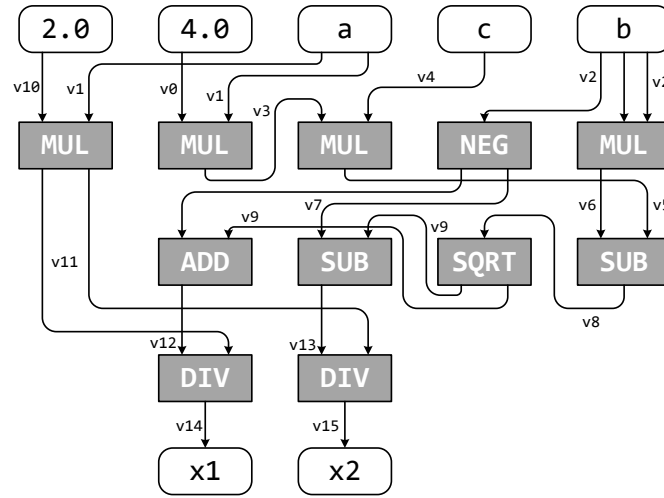 2.0 4.0 a c b
v10 v1 v0 v1 v4 v2 v2
v3
MUL MUL MUL NEG MUL
v9 v7 v9 v6 v5
ADD SUB SQRT SUB
v11
v12 v13 v8
DIV DIV
v14 v15
x1 x2